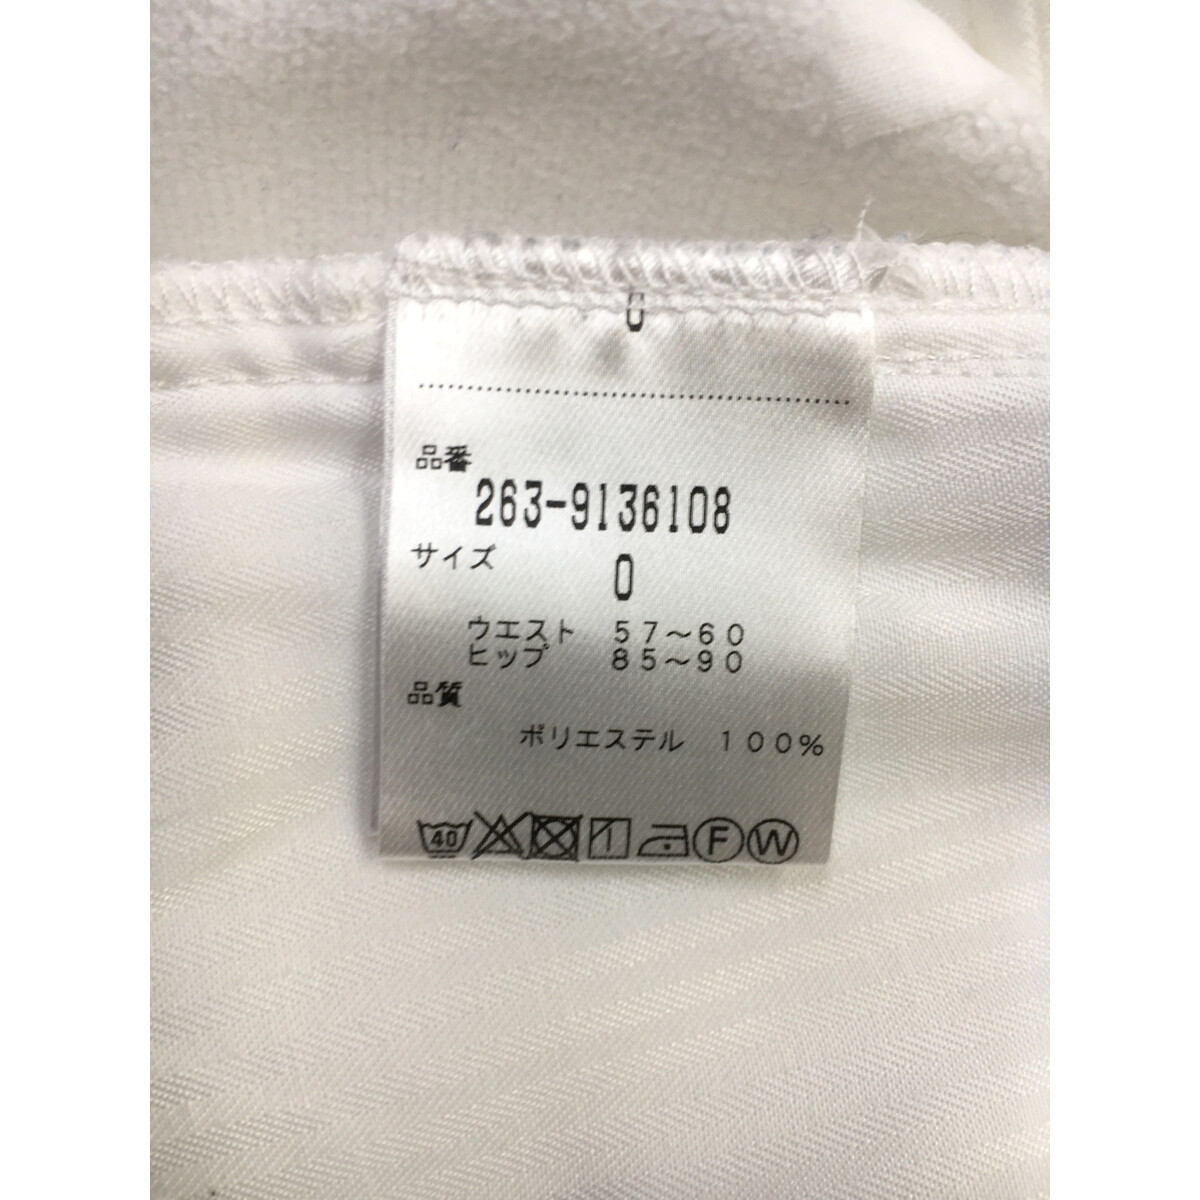 0
品番
263-9136108
サイズ
0
ウエスト 57～60
ヒップ 85～90
品質
ポリエステル 100%
40 F W